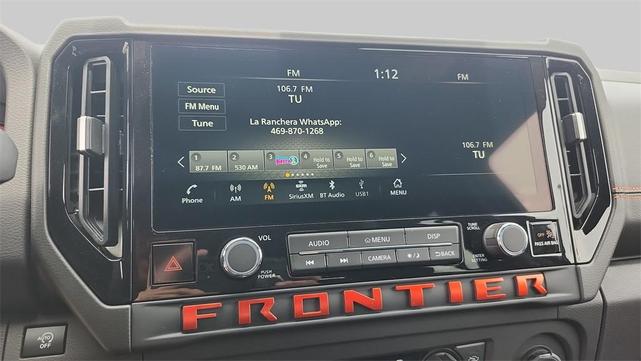 FM 1:12 FM
Source 106.7 FM
TU
FM Menu
La Ranchera WhatsApp:
Tune 469-870-1268
106.7 FM
TU
1 2 3 4 5 6
87.7 FM 530 AM Hold to Save Hold to Save Hold to Save
Phone AM FM SiriusXM BT Audio USB1 MENU
VOL AUDIO MENU DISP TUNE SCROLL OFF
PASS AIR BAG
PUSH POWER CAMERA BACK ENTER SETTING
FRONTIER
AUTO
OFF